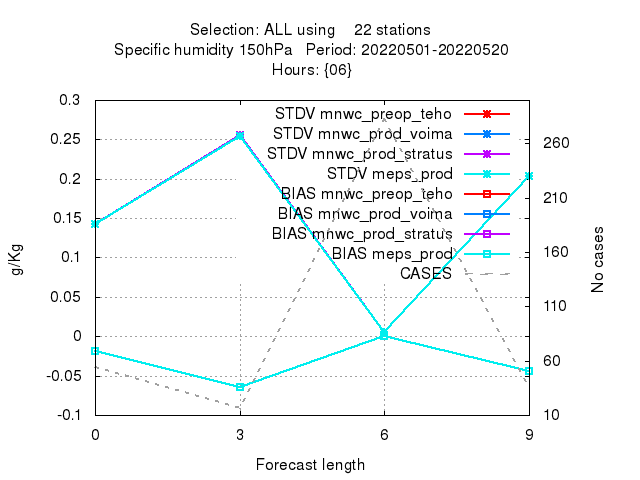 Selection: ALL using 22 stations
Specific humidity 150hPa Period: 20220501-20220520
Hours: {06}
0.3
0.25
0.2
0.15
0.1
0.05
0
-0.05
-0.1
g/Kg
STDV mnwc_preop_teho
STDV mnwc_prod_voima
STDV mnwc_prod_stratus
STDV meps_prod
BIAS mnwc_preop_teho
BIAS mnwc_prod_voima
BIAS mnwc_prod_stratus
BIAS meps_prod
CASES
260
210
160
110
60
10
No cases
0 3 6 9
Forecast length